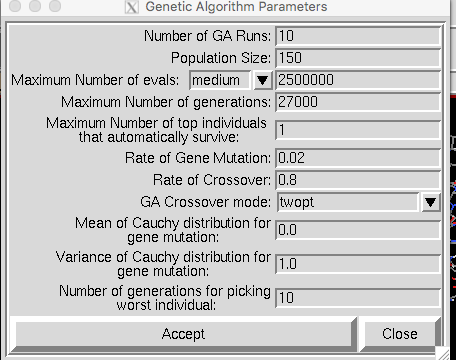 Genetic Algorithm Parameters
Number of GA Runs: 10
Population Size: 150
Maximum Number of evals: medium 2500000
Maximum Number of generations: 27000
Maximum Number of top individuals
that automatically survive: 1
Rate of Gene Mutation: 0.02
Rate of Crossover: 0.8
GA Crossover mode: twopt
Mean of Cauchy distribution for
gene mutation: 0.0
Variance of Cauchy distribution for
gene mutation: 1.0
Number of generations for picking
worst individual: 10
Accept Close